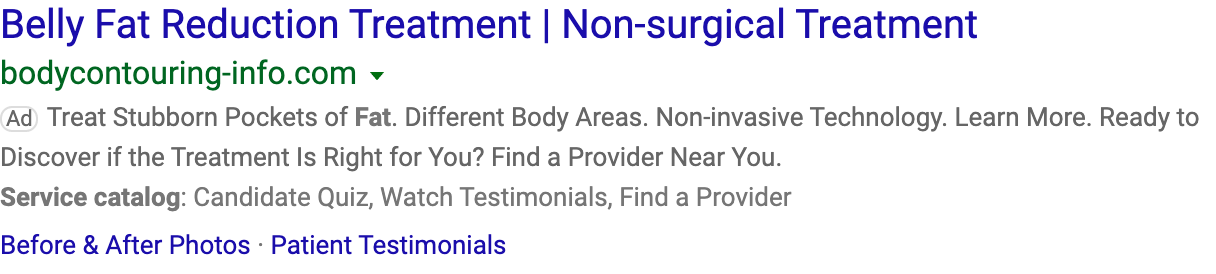 Belly Fat Reduction Treatment | Non-surgical Treatment
bodycontouring-info.com
Ad Treat Stubborn Pockets of Fat. Different Body Areas. Non-invasive Technology. Learn More. Ready to
Discover if the Treatment Is Right for You? Find a Provider Near You.
Service catalog: Candidate Quiz, Watch Testimonials, Find a Provider
Before & After Photos · Patient Testimonials